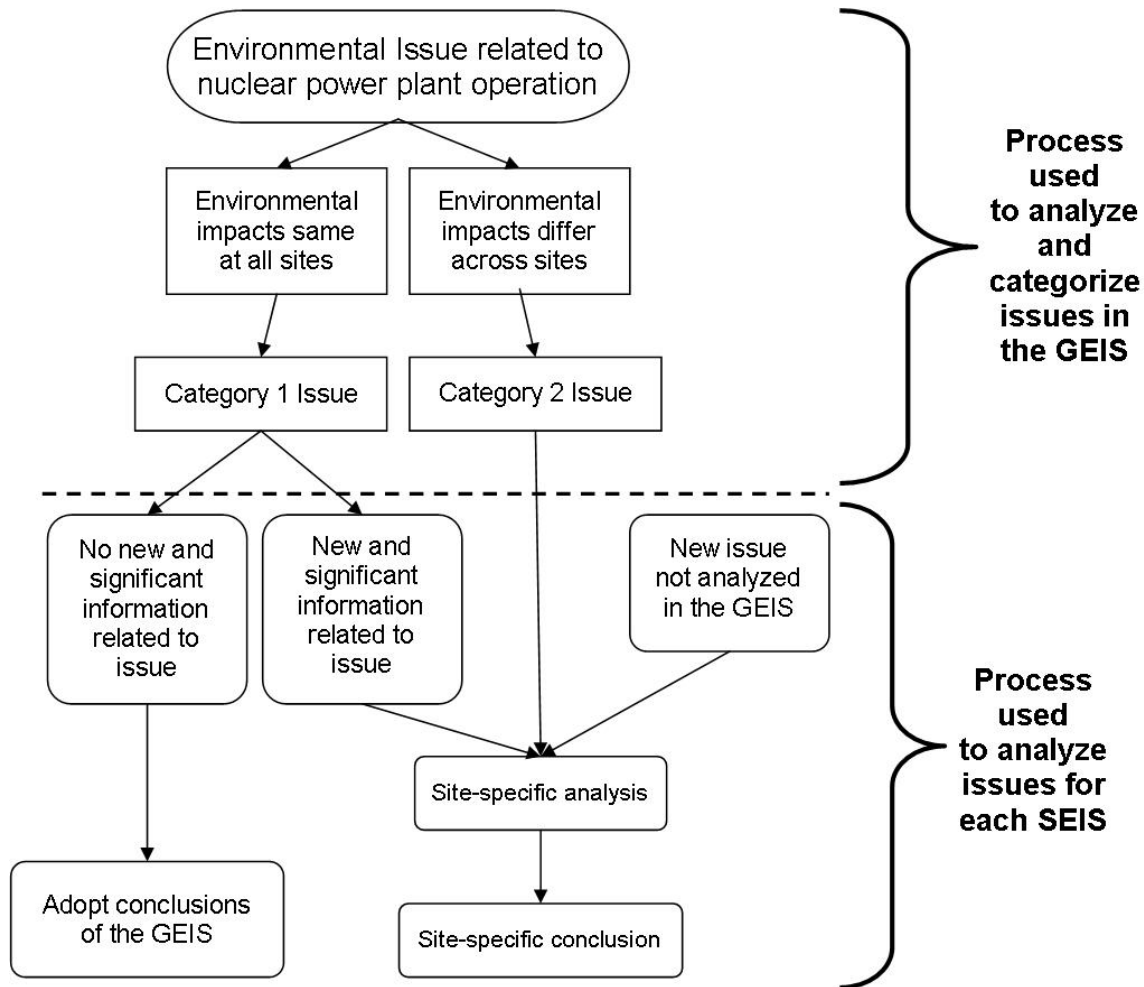 Environmental Issue related to
nuclear power plant operation
Environmental
impacts same
at all sites
Environmental
impacts differ
across sites
Category 1 Issue
Category 2 Issue
Process
used
to analyze
and
categorize
issues in
the GEIS
No new and
significant
information
related to
issue
New and
significant
information
related to
issue
New issue
not analyzed
in the GEIS
Site-specific analysis
Adopt conclusions
of the GEIS
Site-specific conclusion
Process
used
to analyze
issues for
each SEIS